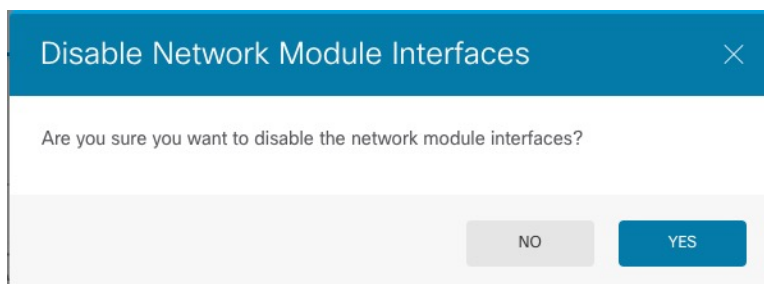 Disable Network Module Interfaces
Are you sure you want to disable the network module interfaces?
NO YES